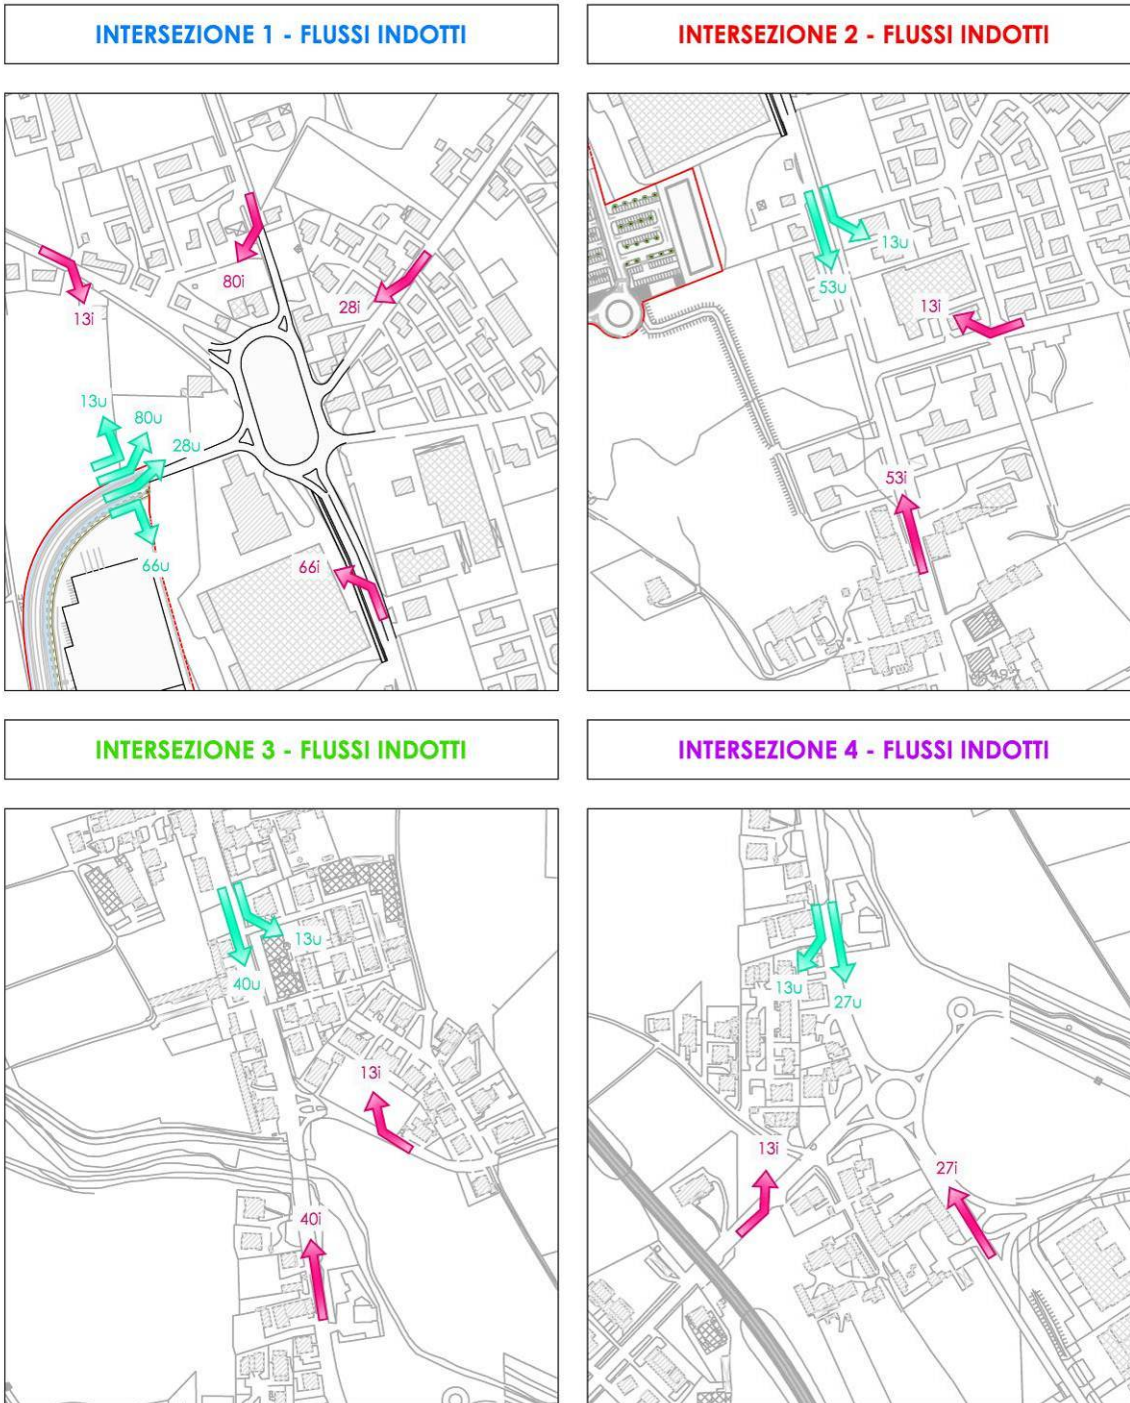 INTERSEZIONE 1 - FLUSSI INDOTTI
INTERSEZIONE 2 - FLUSSI INDOTTI
80i
13i
28i
13u
80u
28u
66u
66i
13u
53u
13i
53i
INTERSEZIONE 3 - FLUSSI INDOTTI
INTERSEZIONE 4 - FLUSSI INDOTTI
13u
40u
13i
40i
13u
27u
13i
27i